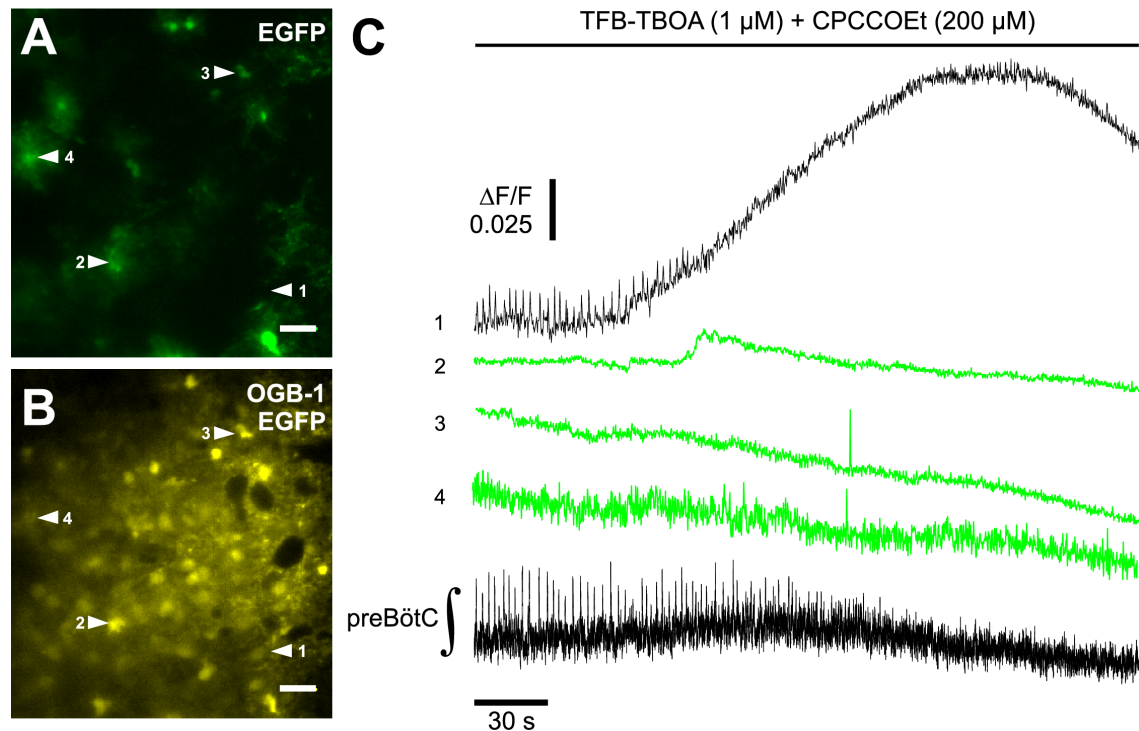 A
EGFP
3
4
2
1
B
OGB-1
EGFP
3
4
2
1
C
TFB-TBOA (1 µM) + CPCCOEt (200 µM)
ΔF/F
0.025
1
2
3
4
preBötC ∫
30 s